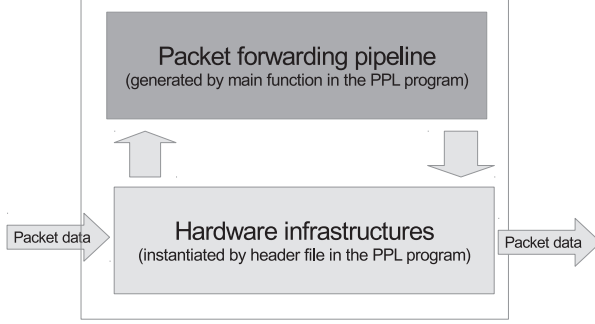 Packet forwarding pipeline
(generated by main function in the PPL program)
Packet data
Hardware infrastructures
(instantiated by header file in the PPL program)
Packet data